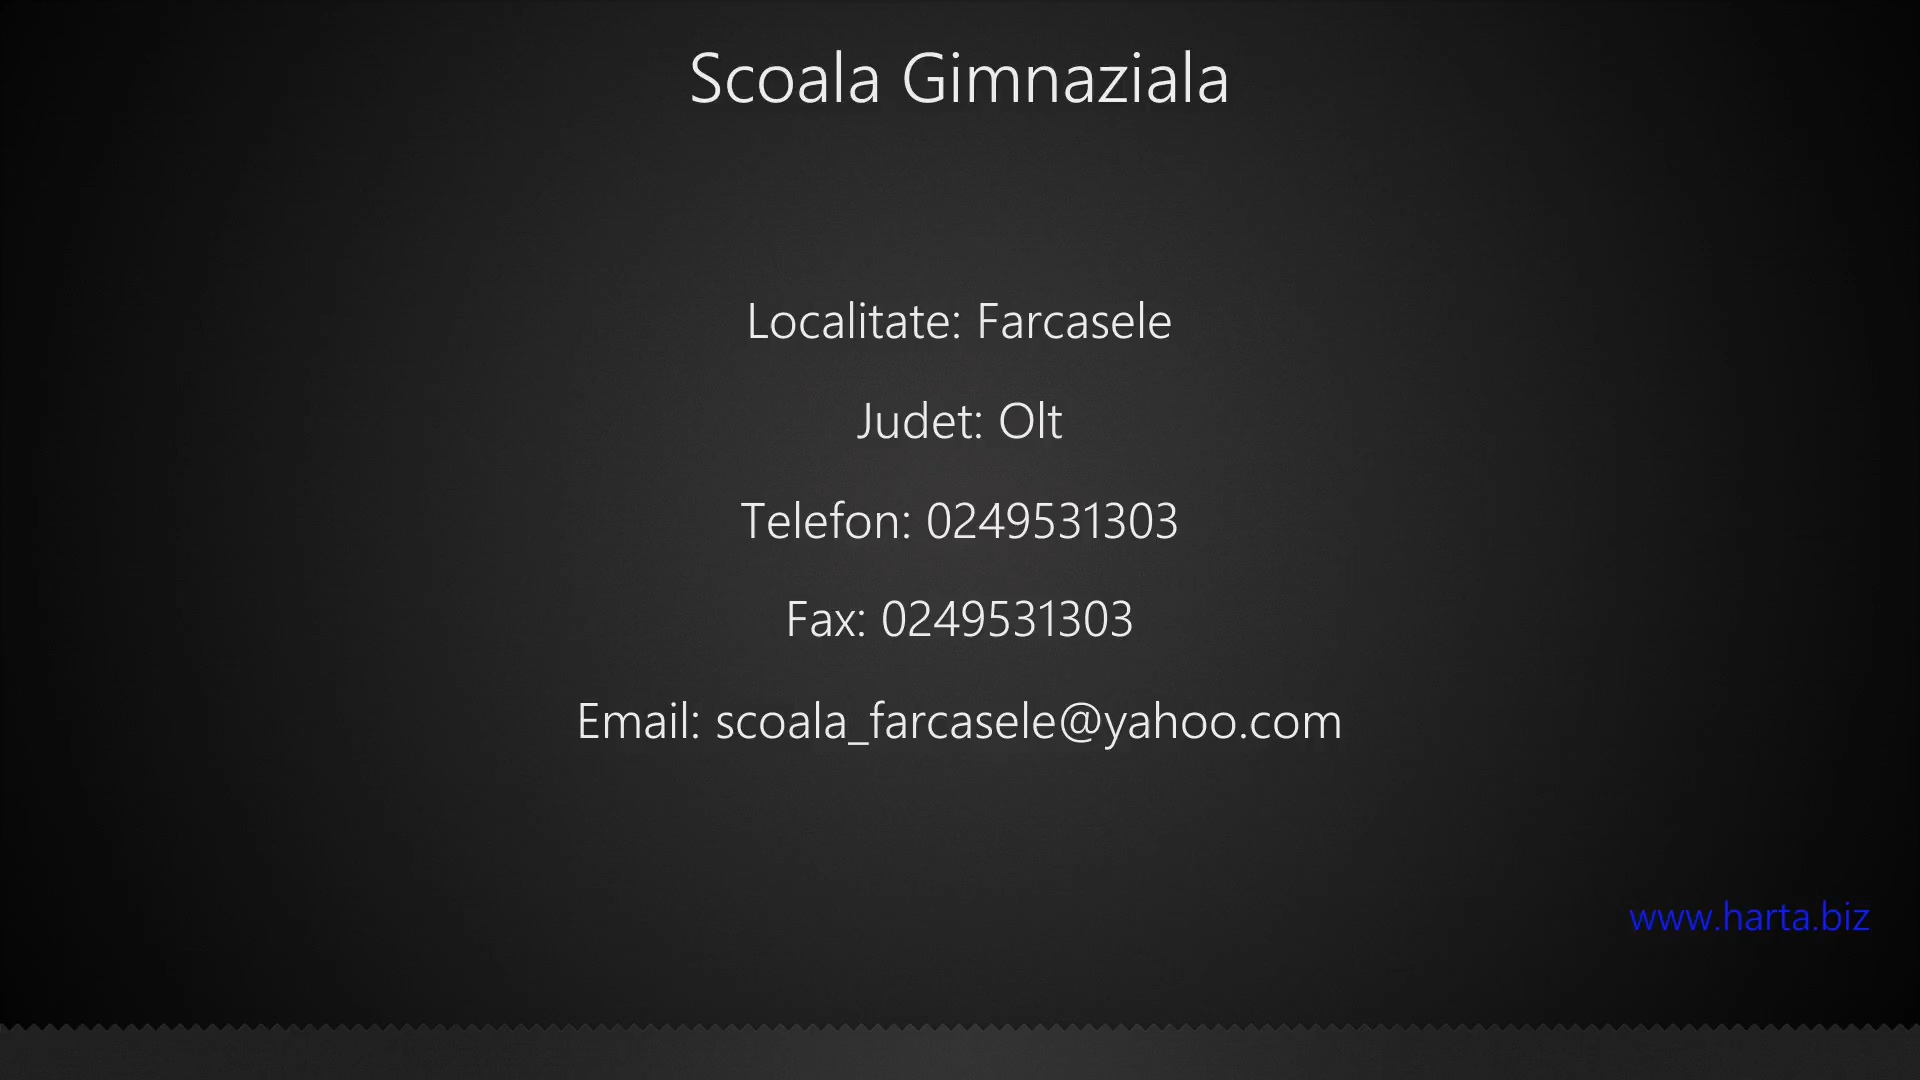 Scoala Gimnaziala
Localitate: Farcasele
Judet: Olt
Telefon: 0249531303
Fax: 0249531303
Email: scoala_farcasele@yahoo.com
www.harta.biz